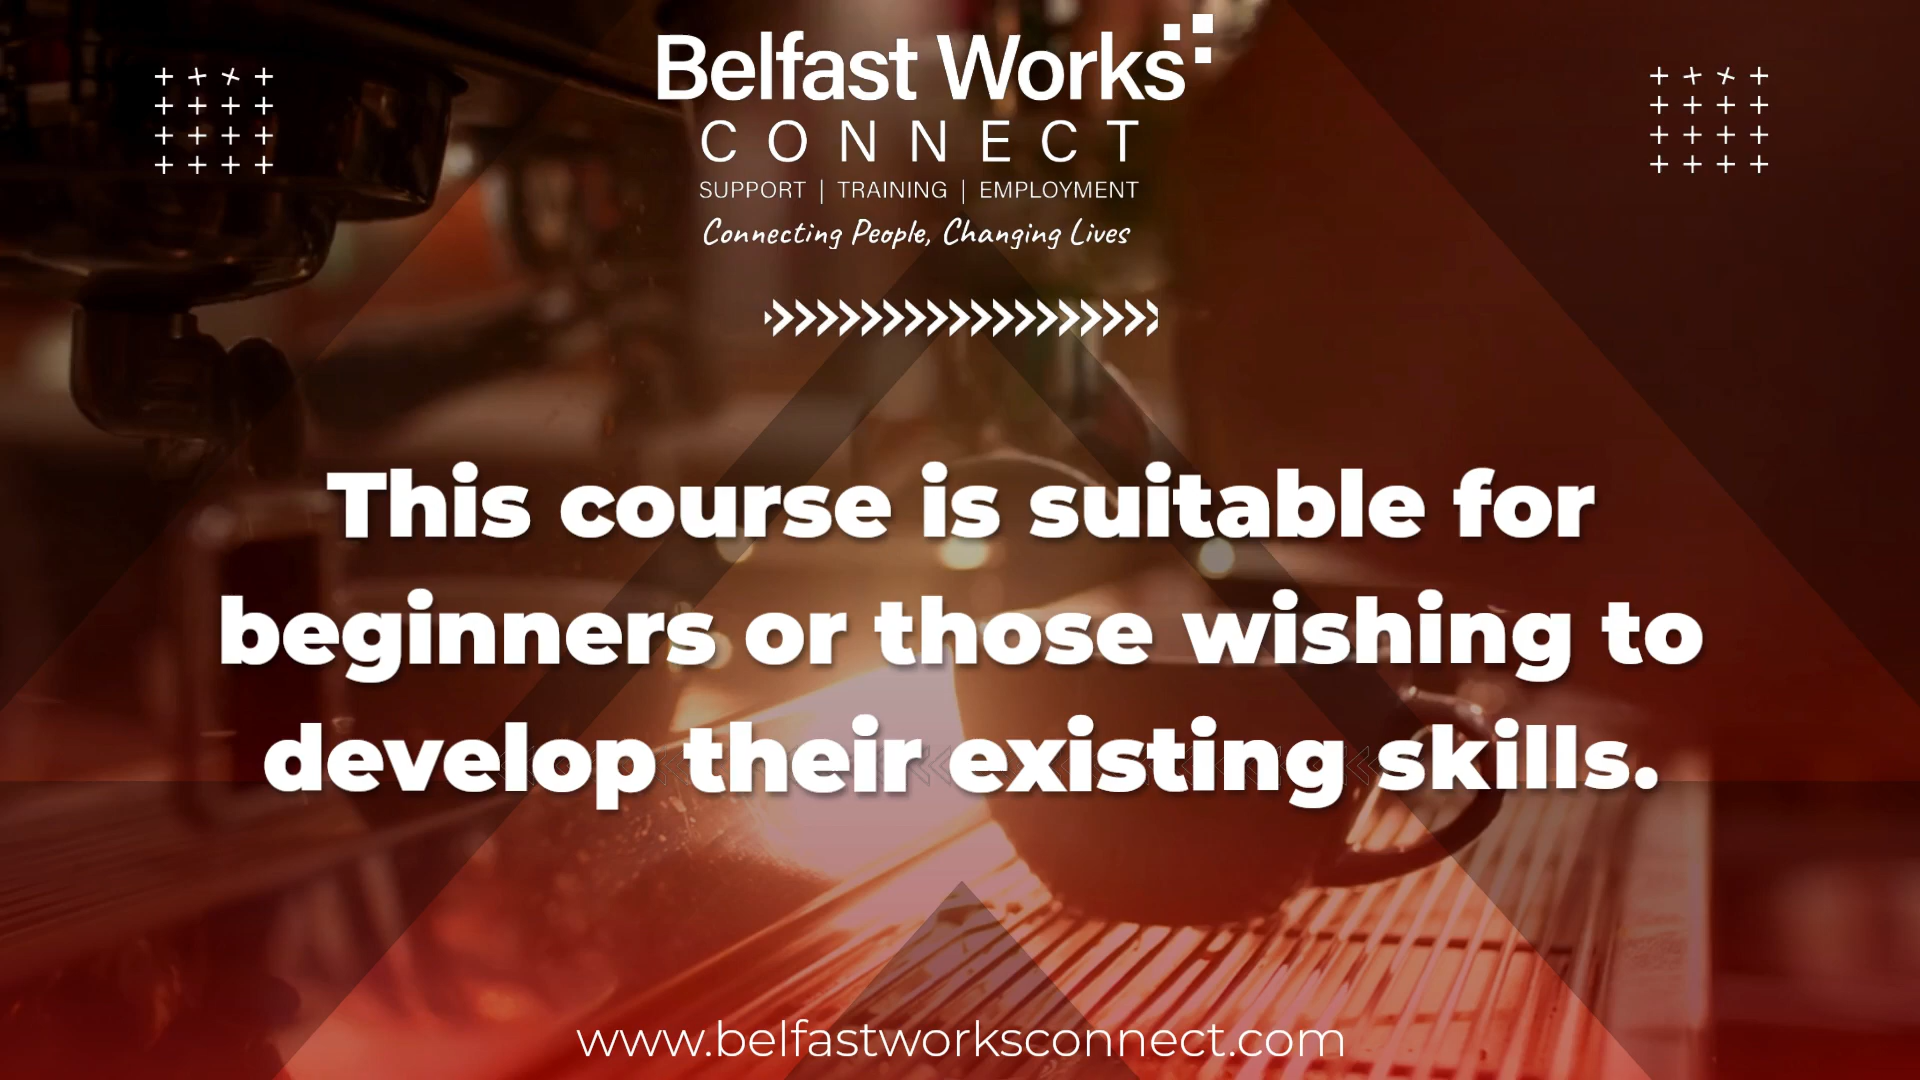 Belfast Works
CONNECT
SUPPORT | TRAINING | EMPLOYMENT
Connecting People, Changing Lives
This course is suitable for
beginners or those wishing to
develop their existing skills.
www.belfastworksconnect.com